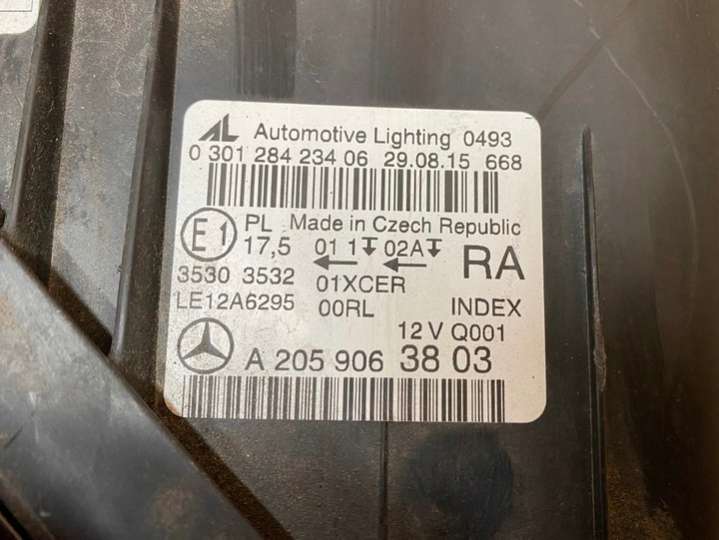 AL Automotive Lighting 0493
0 301 284 234 06 29.08.15 668
E1 PL Made in Czech Republic
17,5 01 1 02A RA
3530 3532 01XCER
LE12A6295 00RL INDEX
12 V Q001
A 205 906 38 03